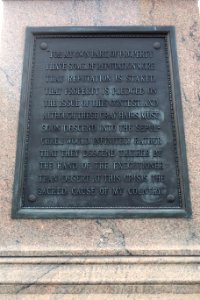 FOR MY OWN PART, OF PROPERTY
I HAVE SOME, OF REPUTATION MORE.
THAT REPUTATION IS STAKED,
THAT PROPERTY IS PLEDGED ON
THE ISSUE OF THIS CONTEST; AND
ALTHOUGH THESE GRAY HAIRS MUST
SOON DESCEND INTO THE SEPUL-
CHRE, I WOULD INFINITELY RATHER
THAT THEY DESCEND THITHER BY
THE HAND OF THE EXECUTIONER
THAN DESERT AT THIS CRISIS THE
SACRED CAUSE OF MY COUNTRY.